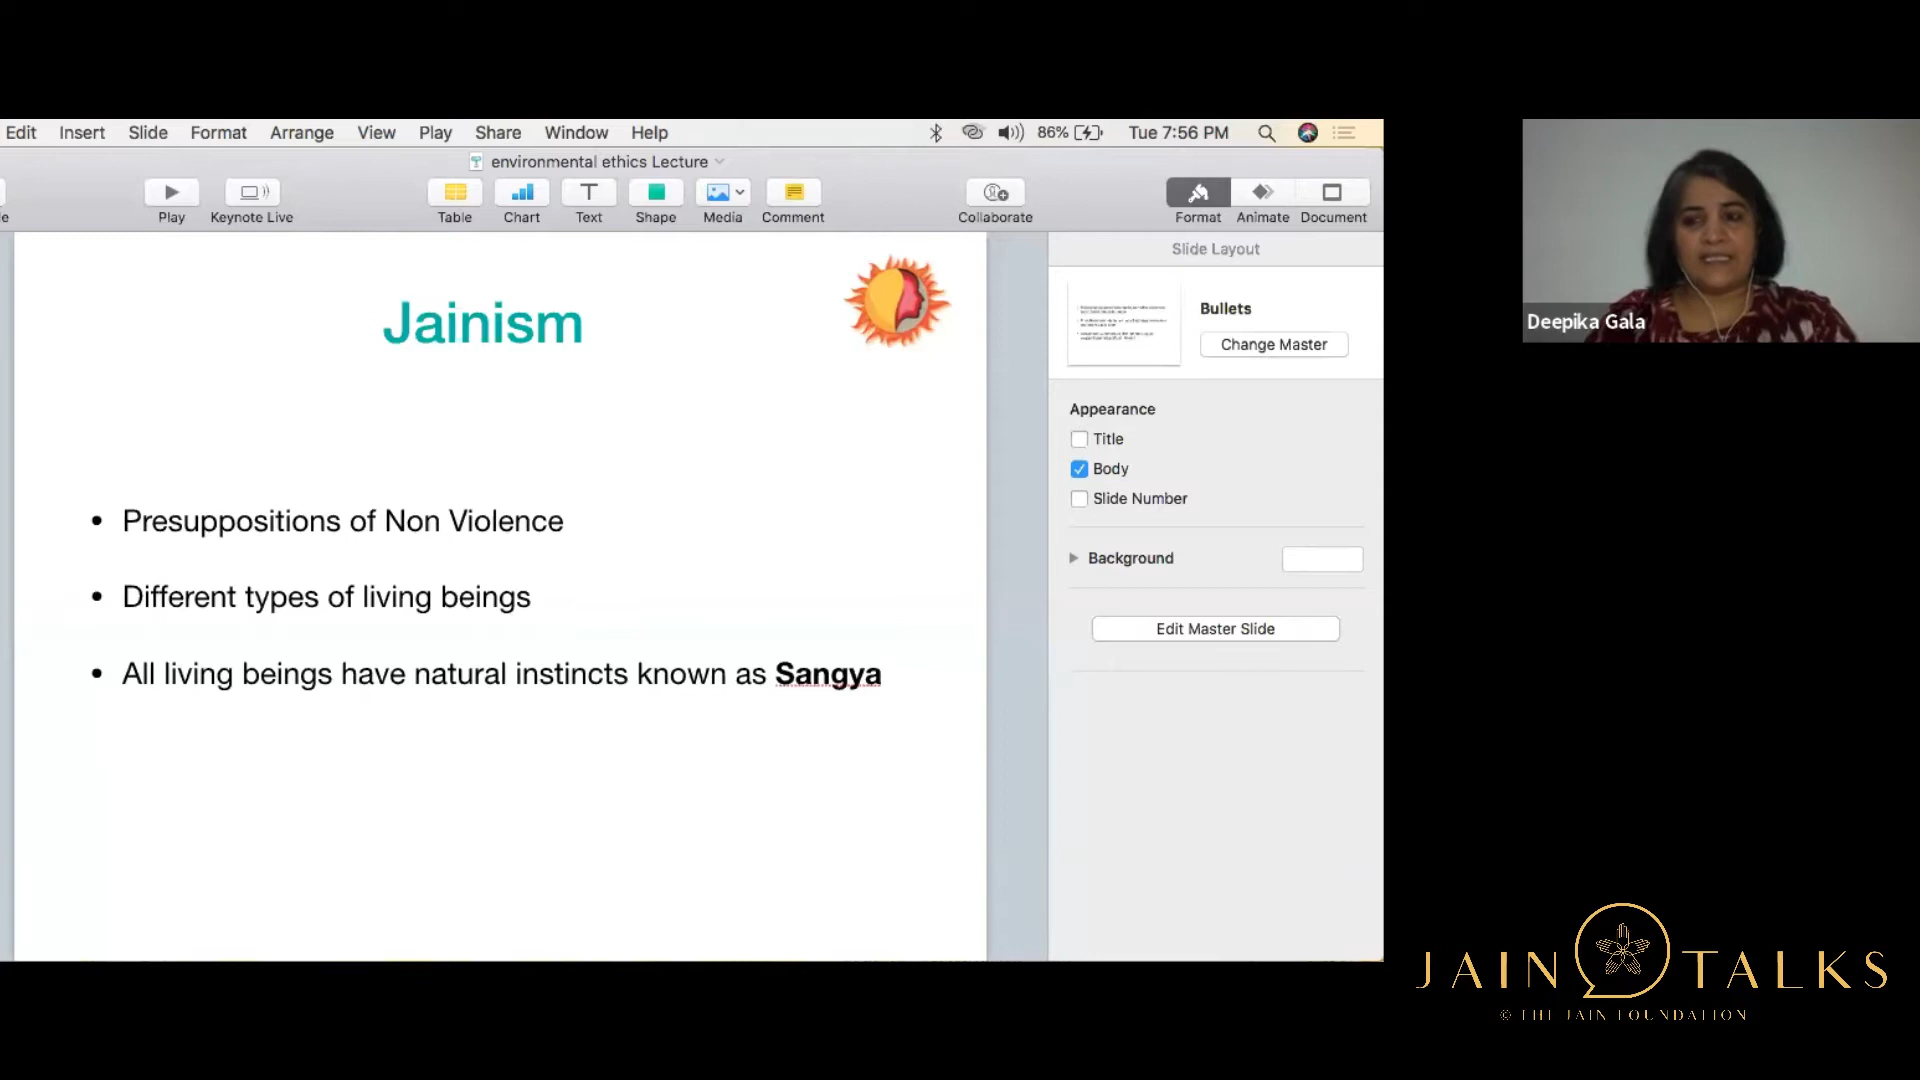 Edit Insert Slide Format Arrange View Play Share Window Help 86% Tue 7:56 PM
environmental ethics Lecture
Play Keynote Live Table Chart Text Shape Media Comment Collaborate Format Animate Document
Slide Layout
Jainism
Bullets
Change Master
Deepika Gala
Appearance
Title
Body
Slide Number
• Presuppositions of Non Violence
Background
• Different types of living beings
Edit Master Slide
• All living beings have natural instincts known as Sangya
JAIN TALKS
© THE JAIN FOUNDATION